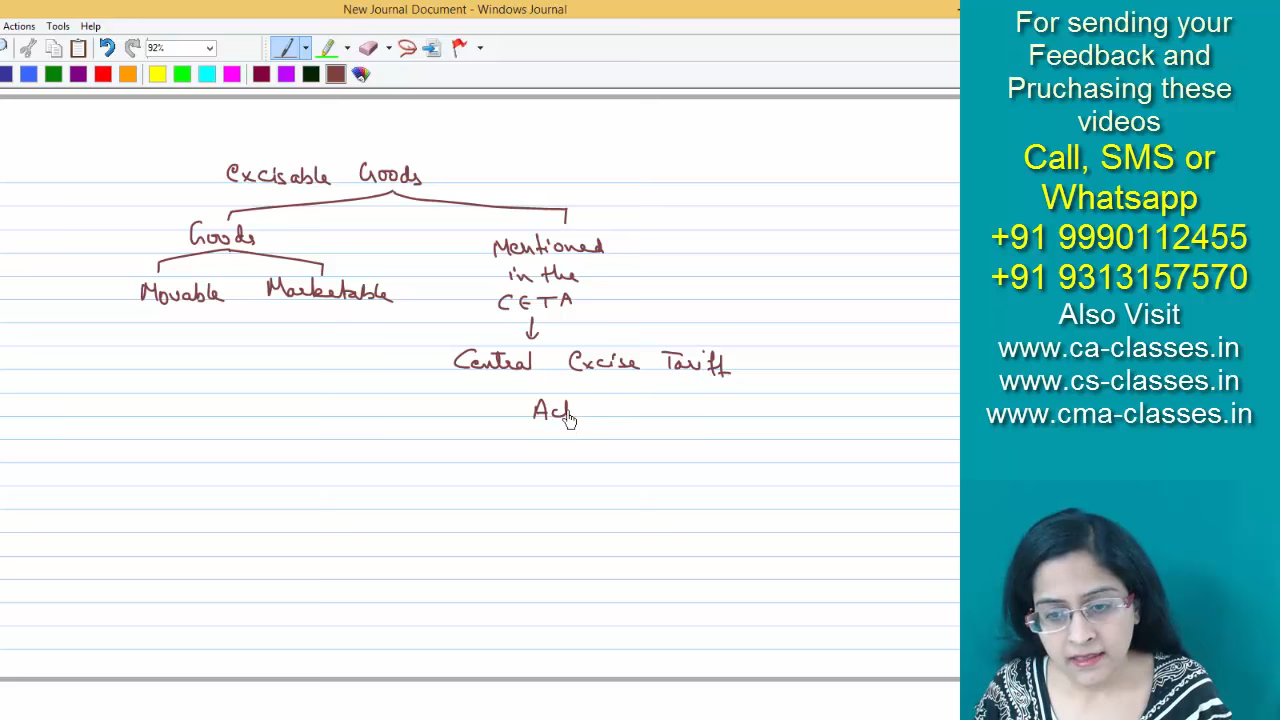 New Journal Document - Windows Journal
Actions Tools Help
92%
Excisable Goods
Goods
Movable Marketable
Mentioned
in the
CETA
Central Excise Tariff
Act
For sending your
Feedback and
Pruchasing these
videos
Call, SMS or
Whatsapp
+91 9990112455
+91 9313157570
Also Visit
www.ca-classes.in
www.cs-classes.in
www.cma-classes.in